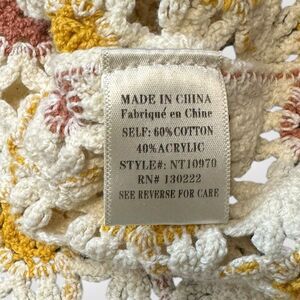 MADE IN CHINA
Fabriqué en Chine
SELF: 60%COTTON
40%ACRYLIC
STYLE#: NT10970
RN# 130222
SEE REVERSE FOR CARE